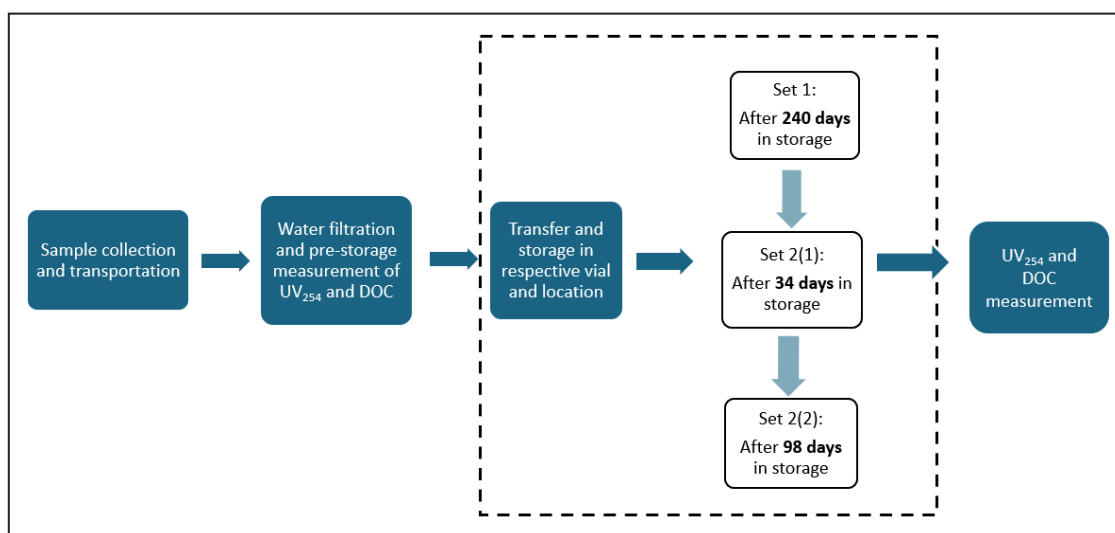 Sample collection
and transportation
Water filtration
and pre-storage
measurement of
UV₂₅₄ and DOC
Transfer and
storage in
respective vial
and location
Set 1:
After 240 days
in storage
Set 2(1):
After 34 days in
storage
Set 2(2):
After 98 days
in storage
UV₂₅₄ and
DOC
measurement